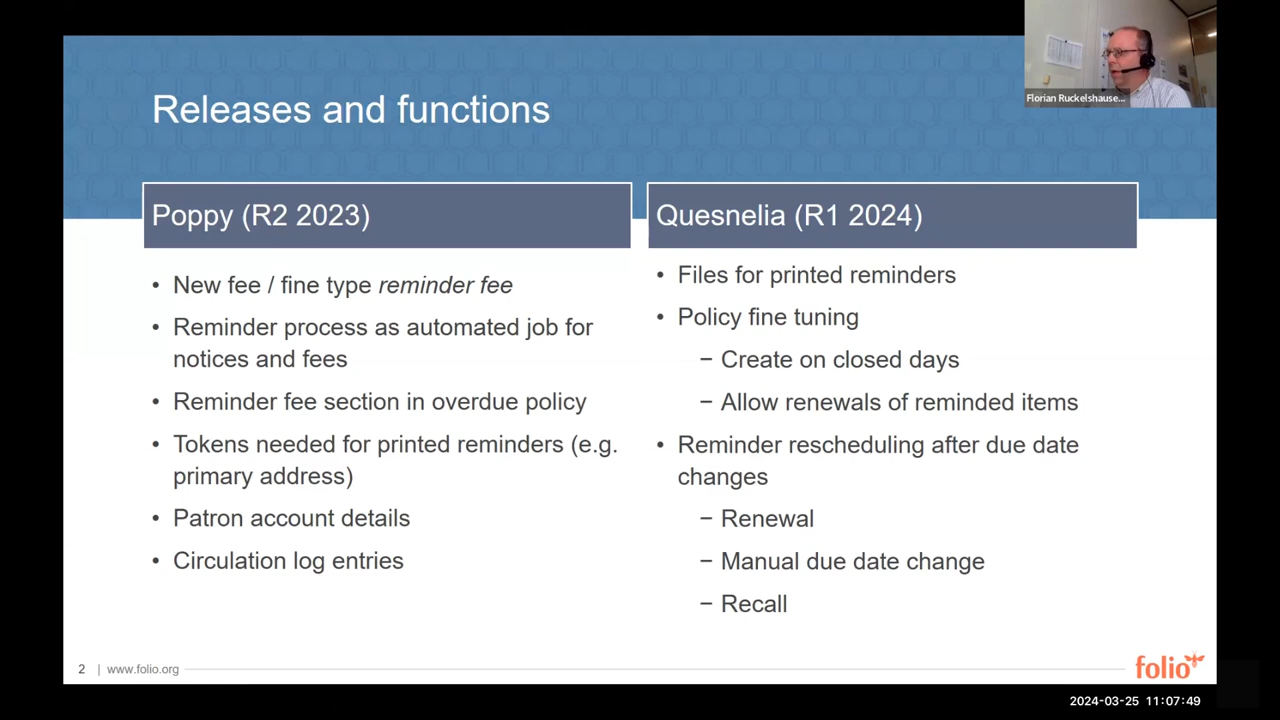 Florian Ruckelshause...
Releases and functions
Poppy (R2 2023)
• New fee / fine type reminder fee
• Reminder process as automated job for
notices and fees
• Reminder fee section in overdue policy
• Tokens needed for printed reminders (e.g.
primary address)
• Patron account details
• Circulation log entries
Quesnelia (R1 2024)
• Files for printed reminders
• Policy fine tuning
− Create on closed days
− Allow renewals of reminded items
• Reminder rescheduling after due date
changes
− Renewal
− Manual due date change
− Recall
2 | www.folio.org
folio
2024-03-25 11:07:49